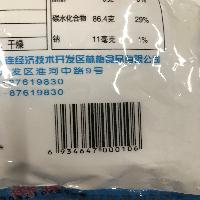 碳水化合物 86.4克 29%
钠 11毫克 1%
干燥
连经济技术开发区
发区淮河中路9号
87619830
87619830
6 934647 000106